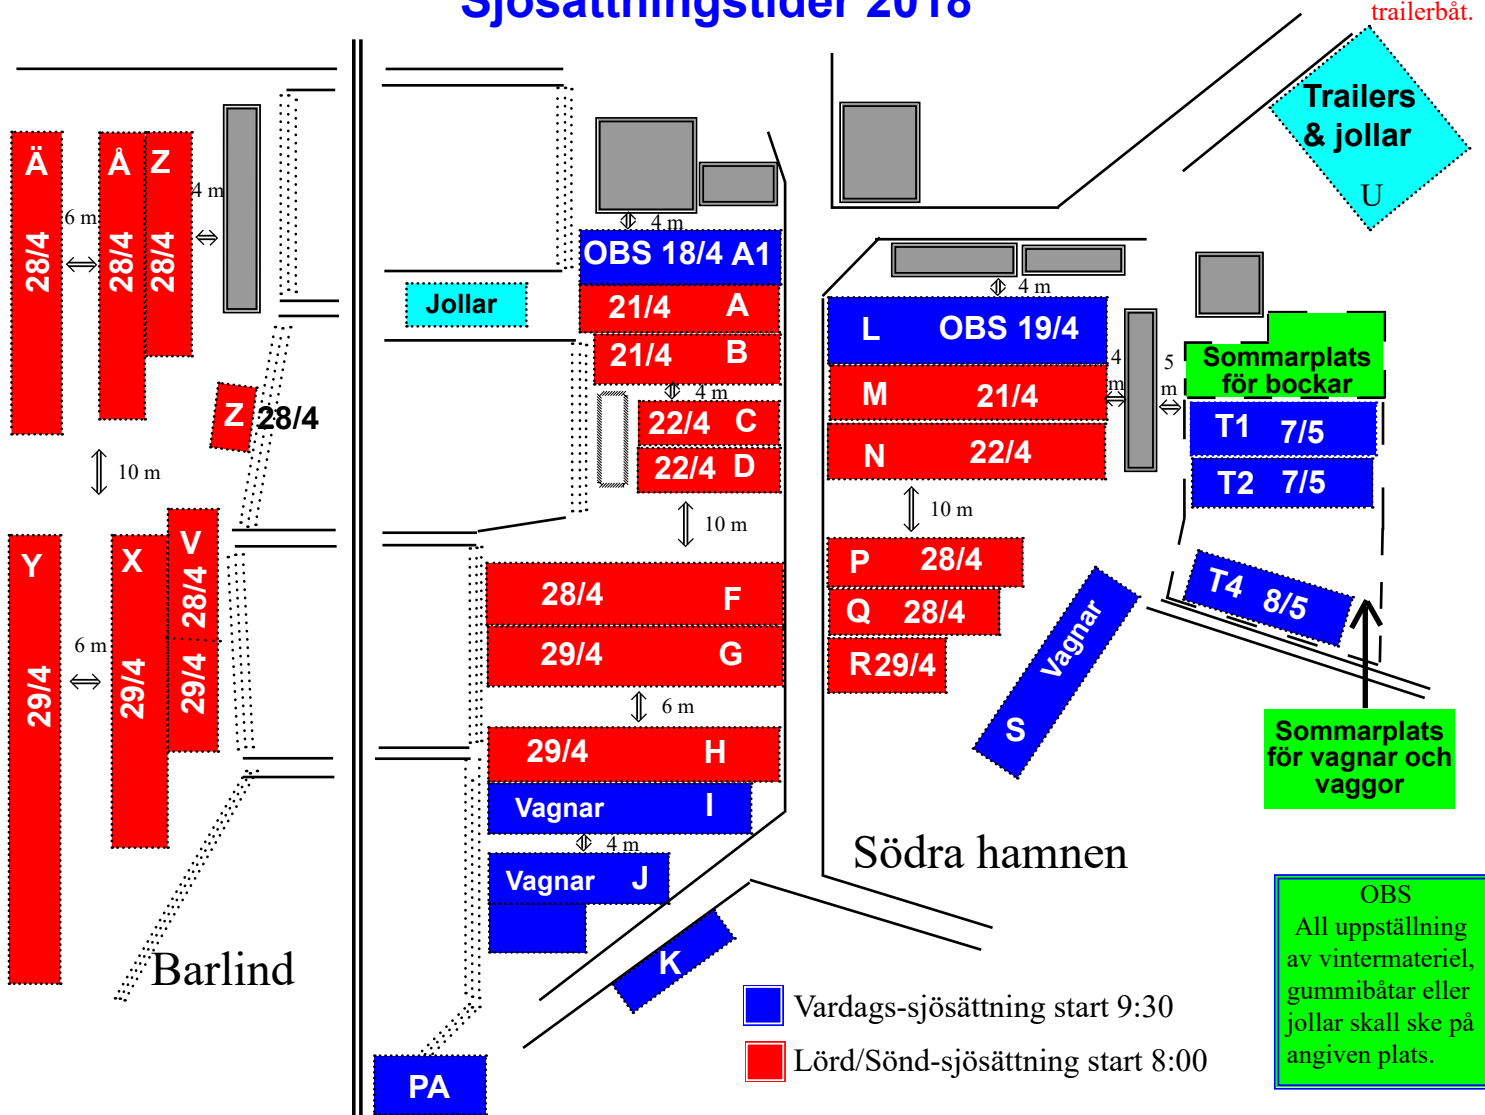 Sjösättningstider 2018
trailerbåt.
Trailers
& jollar
U
Ä
28/4
6 m
Å
28/4
Z
28/4
4 m
Z 28/4
10 m
Y
29/4
6 m
X
29/4
V
28/4
29/4
Barlind
Jollar
4 m
OBS 18/4 A1
21/4 A
21/4 B
4 m
22/4 C
22/4 D
10 m
28/4 F
29/4 G
6 m
29/4 H
Vagnar I
4 m
Vagnar J
K
PA
4 m
L OBS 19/4
M 21/4
N 22/4
4
m
5
m
10 m
P 28/4
Q 28/4
R 29/4
S Vagnar
Sommarplats
för bockar
T1 7/5
T2 7/5
T4 8/5
Sommarplats
för vagnar och
vaggor
Södra hamnen
Vardags-sjösättning start 9:30
Lörd/Sönd-sjösättning start 8:00
OBS
All uppställning
av vintermateriel,
gummibåtar eller
jollar skall ske på
angiven plats.